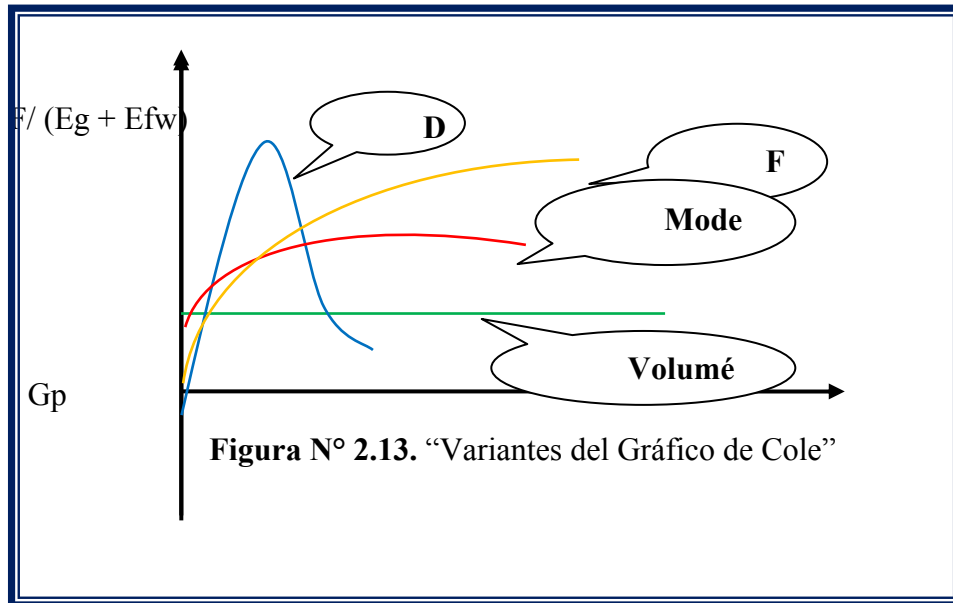 F/ (Eg + Efw)
D
F
Mode
Volumé
Gp
Figura N° 2.13. “Variantes del Gráfico de Cole”